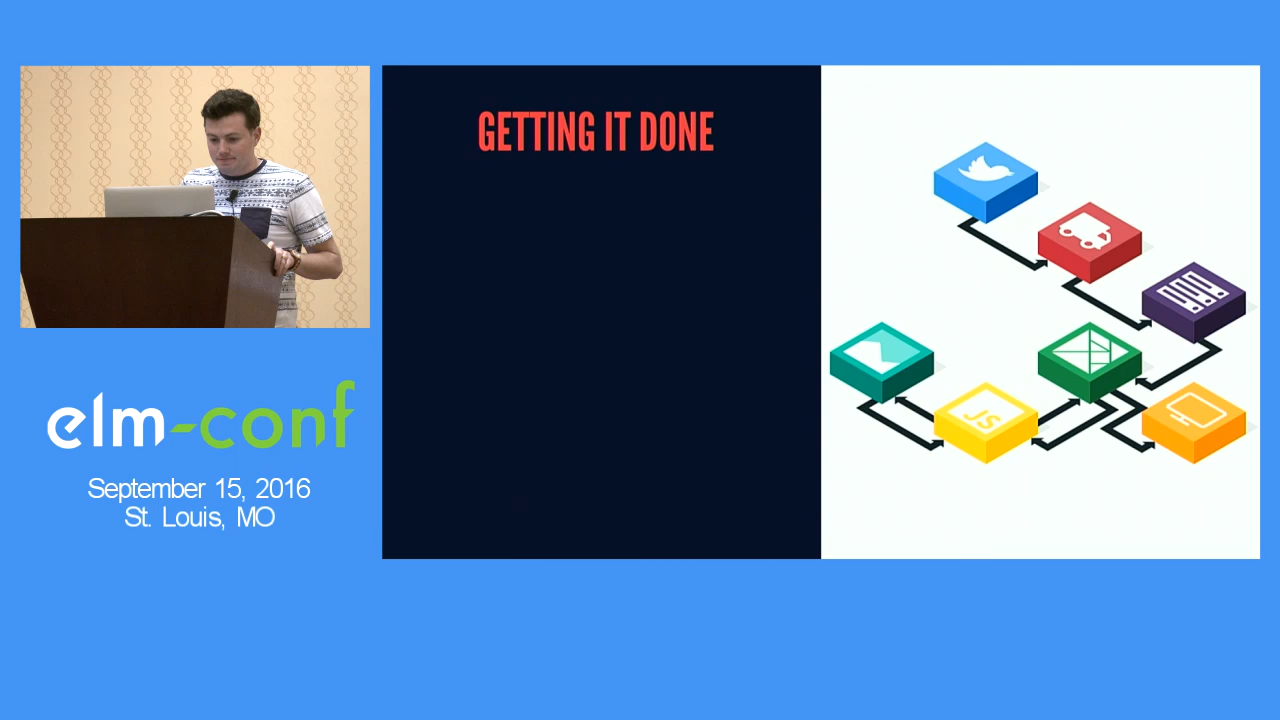 GETTING IT DONE
JS
elm-conf
September 15, 2016
St. Louis, MO